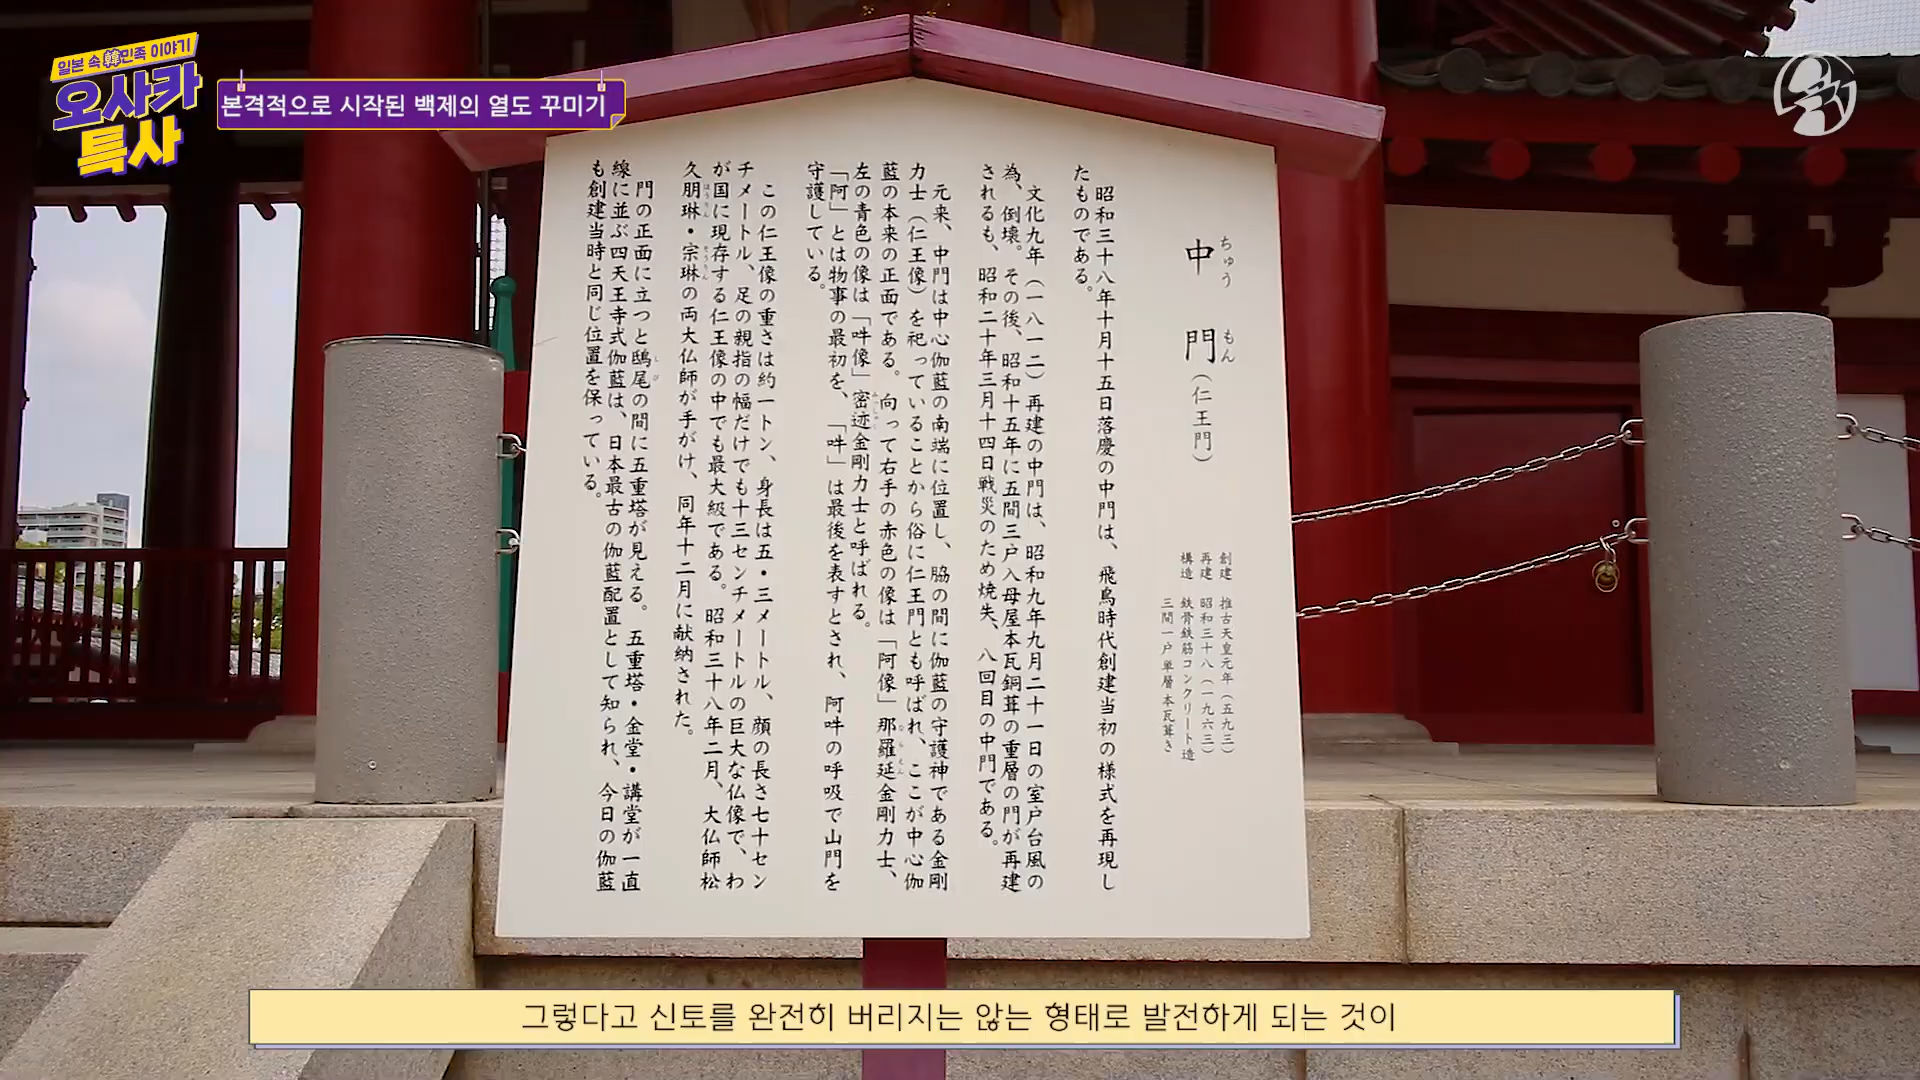 일본 속 韓민족 이야기
오사카
특사
본격적으로 시작된 백제의 열도 꾸미기
ちゅう もん
中門(仁王門)
創建 推古天皇元年(五九三)
再建 昭和三十八(一九六三)
構造 鉄骨鉄筋コンクリート造
三間一戸単層本瓦葺き
昭和三十八年十月十五日落慶の中門は、飛鳥時代創建当初の様式を再現し
たものである。
文化九年(一八一二)再建の中門は、昭和九年九月二十一日の室戸台風の
為、倒壊。その後、昭和十五年に五間三戸入母屋本瓦銅葺の重層の門が再建
されるも、昭和二十年三月十四日戦災のため焼失、八回目の中門である。
元来、中門は中心伽藍の南端に位置し、脇の間に伽藍の守護神である金剛
力士(仁王像)を祀っていることから俗に仁王門とも呼ばれ、ここが中心伽
藍の本来の正面である。向って右手の赤色の像は「阿像」那羅延金剛力士、
左の青色の像は「吽像」密迹金剛力士と呼ばれる。
「阿」とは物事の最初を、「吽」は最後を表すとされ、阿吽の呼吸で山門を
守護している。
この仁王像の重さは約一トン、身長は五・三メートル、顔の長さ七十セン
チメートル、足の親指の幅だけでも十三センチメートルの巨大な仏像で、わ
が国に現存する仁王像の中でも最大級である。昭和三十八年二月、大仏師松
久朋琳・宗琳の両大仏師が手がけ、同年十二月に献納された。
門の正面に立つと鴟尾の間に五重塔が見える。五重塔・金堂・講堂が一直
線に並ぶ四天王寺式伽藍は、日本最古の伽藍配置として知られ、今日の伽藍
も創建当時と同じ位置を保っている。
그렇다고 신토를 완전히 버리지는 않는 형태로 발전하게 되는 것이